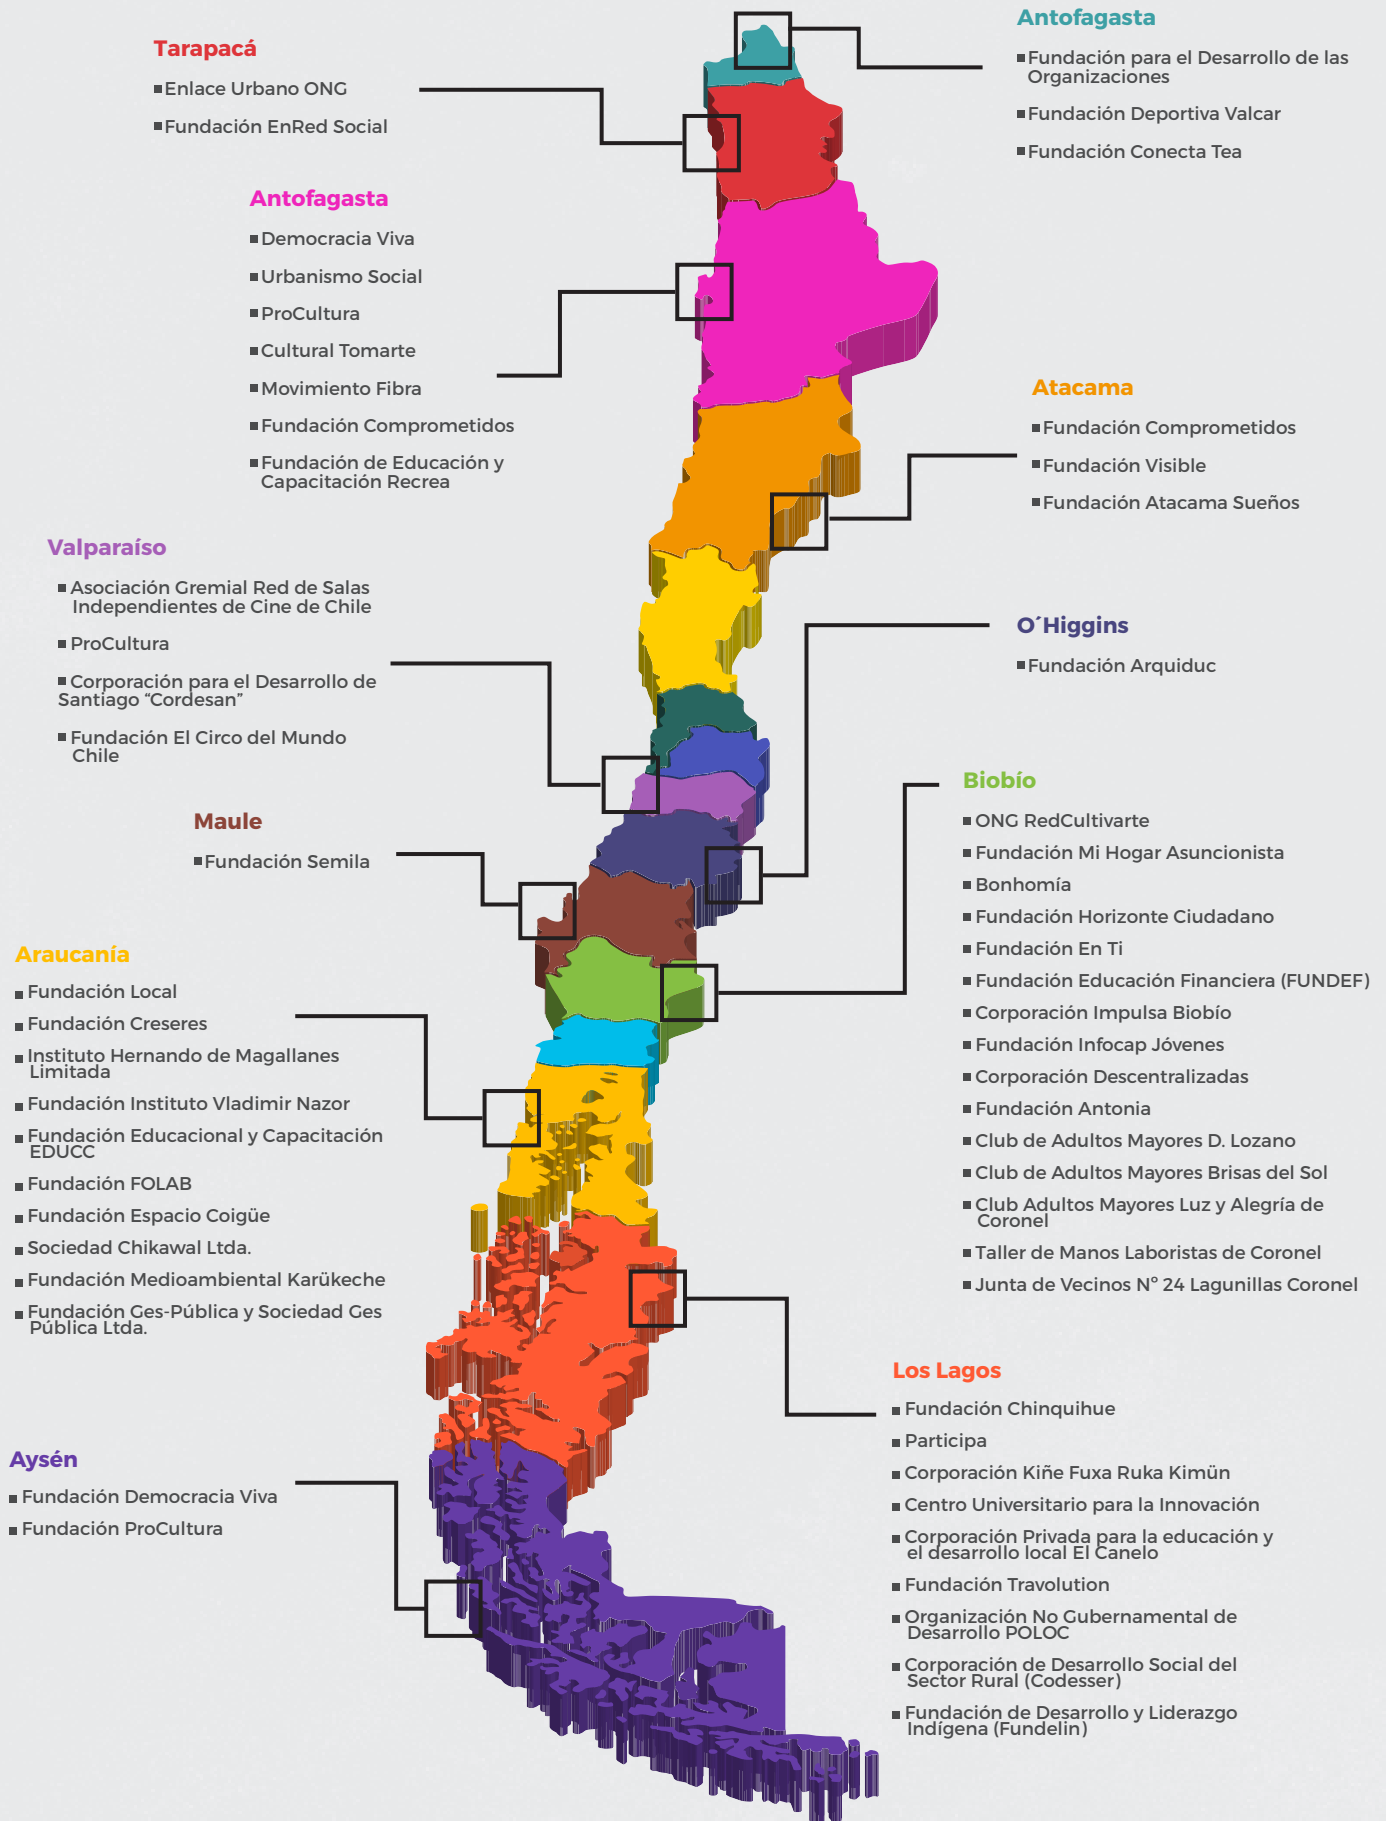 Tarapacá
Enlace Urbano ONG
Fundación EnRed Social
Antofagasta
Fundación para el Desarrollo de las
Organizaciones
Fundación Deportiva Valcar
Fundación Conecta Tea
Antofagasta
Democracia Viva
Urbanismo Social
ProCultura
Cultural Tomarte
Movimiento Fibra
Fundación Comprometidos
Fundación de Educación y
Capacitación Recrea
Atacama
Fundación Comprometidos
Fundación Visible
Fundación Atacama Sueños
Valparaíso
Asociación Gremial Red de Salas
Independientes de Cine de Chile
ProCultura
Corporación para el Desarrollo de
Santiago “Cordesan”
Fundación El Circo del Mundo
Chile
O´Higgins
Fundación Arquiduc
Maule
Fundación Semila
Biobío
ONG RedCultivarte
Fundación Mi Hogar Asuncionista
Bonhomía
Fundación Horizonte Ciudadano
Fundación En Ti
Fundación Educación Financiera (FUNDEF)
Corporación Impulsa Biobío
Fundación Infocap Jóvenes
Corporación Descentralizadas
Fundación Antonia
Club de Adultos Mayores D. Lozano
Club de Adultos Mayores Brisas del Sol
Club Adultos Mayores Luz y Alegría de
Coronel
Taller de Manos Laboristas de Coronel
Junta de Vecinos Nº 24 Lagunillas Coronel
Araucanía
Fundación Local
Fundación Creseres
Instituto Hernando de Magallanes
Limitada
Fundación Instituto Vladimir Nazor
Fundación Educacional y Capacitación
EDUCC
Fundación FOLAB
Fundación Espacio Coigüe
Sociedad Chikawal Ltda.
Fundación Medioambiental Karükeche
Fundación Ges-Pública y Sociedad Ges
Pública Ltda.
Los Lagos
Fundación Chinquihue
Participa
Corporación Kiñe Fuxa Ruka Kimün
Centro Universitario para la Innovación
Corporación Privada para la educación y
el desarrollo local El Canelo
Fundación Travolution
Organización No Gubernamental de
Desarrollo POLOC
Corporación de Desarrollo Social del
Sector Rural (Codesser)
Fundación de Desarrollo y Liderazgo
Indígena (Fundelin)
Aysén
Fundación Democracia Viva
Fundación ProCultura